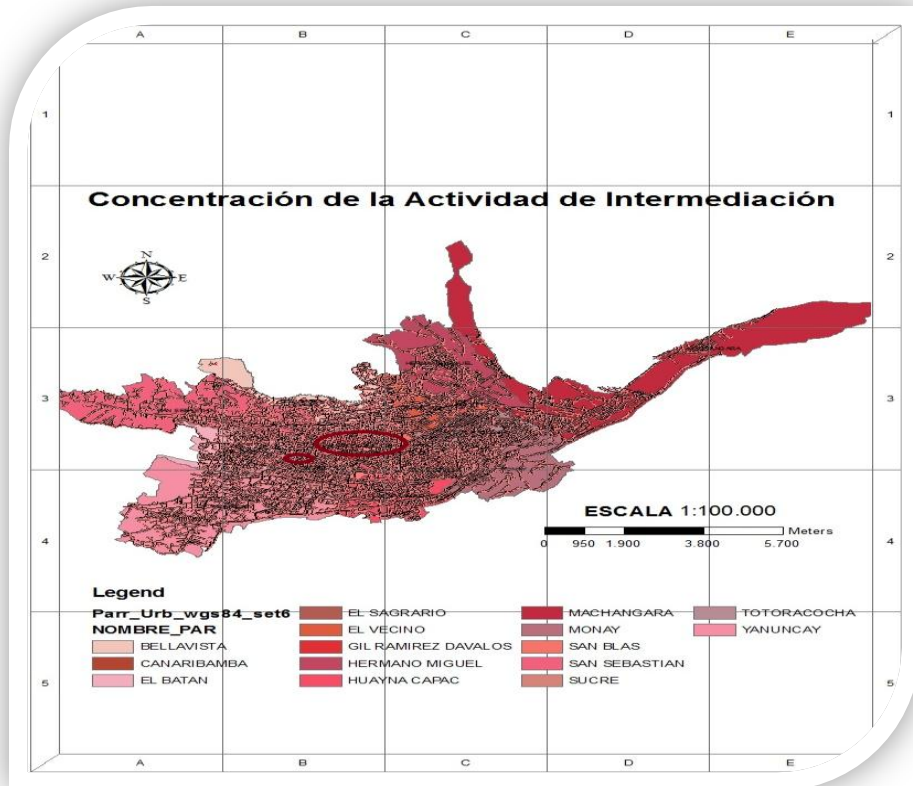 A B C D E
1 1
Concentración de la Actividad de Intermediación
2 2
N
W E
S
3 3
ESCALA 1:100.000
Meters
0 950 1.900 3.800 5.700
4 4
Legend
Parr_Urb_wgs84_set6
NOMBRE_PAR
BELLAVISTA
CANARIBAMBA
EL BATAN
EL SAGRARIO
EL VECINO
GIL RAMIREZ DAVALOS
HERMANO MIGUEL
HUAYNA CAPAC
MACHANGARA
MONAY
SAN BLAS
SAN SEBASTIAN
SUCRE
TOTORACOCHA
YANUNCAY
5 5
A B C D E